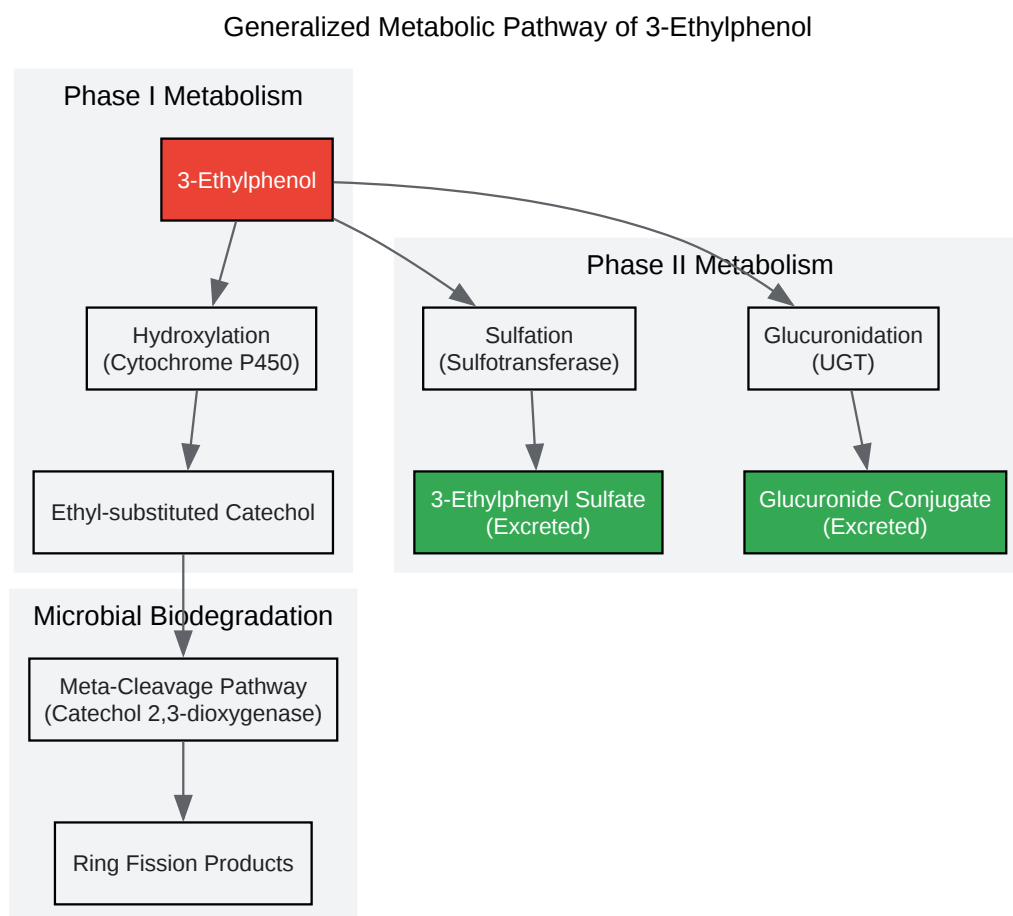 Generalized Metabolic Pathway of 3-Ethylphenol
Phase I Metabolism
3-Ethylphenol
Phase II Metabolism
Hydroxylation
(Cytochrome P450)
Sulfation
(Sulfotransferase)
Glucuronidation
(UGT)
Ethyl-substituted Catechol
3-Ethylphenyl Sulfate
(Excreted)
Glucuronide Conjugate
(Excreted)
Microbial Biodegradation
Meta-Cleavage Pathway
(Catechol 2,3-dioxygenase)
Ring Fission Products